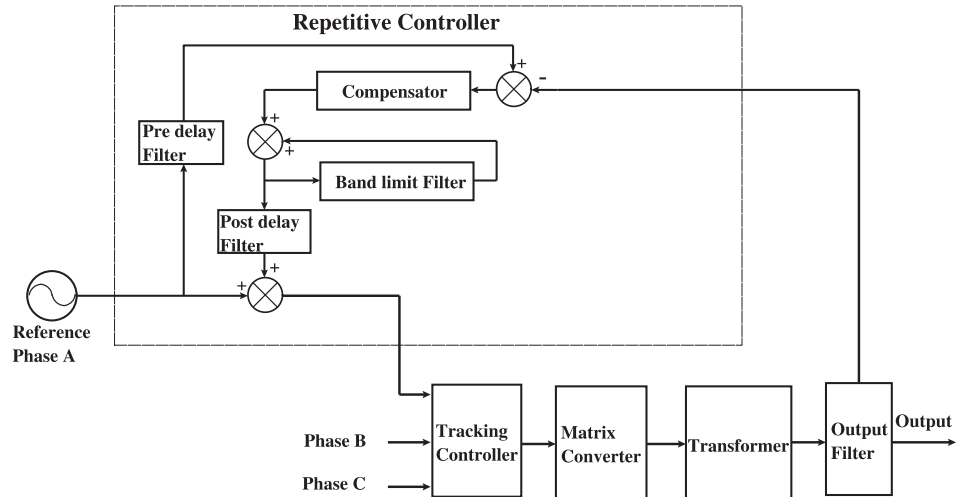 Repetitive Controller
+
-
Compensator
+
+
Pre delay
Filter
Band limit Filter
Post delay
Filter
+
+
Reference
Phase A
Phase B
Phase C
Tracking
Controller
Matrix
Converter
Transformer
Output
Filter
Output